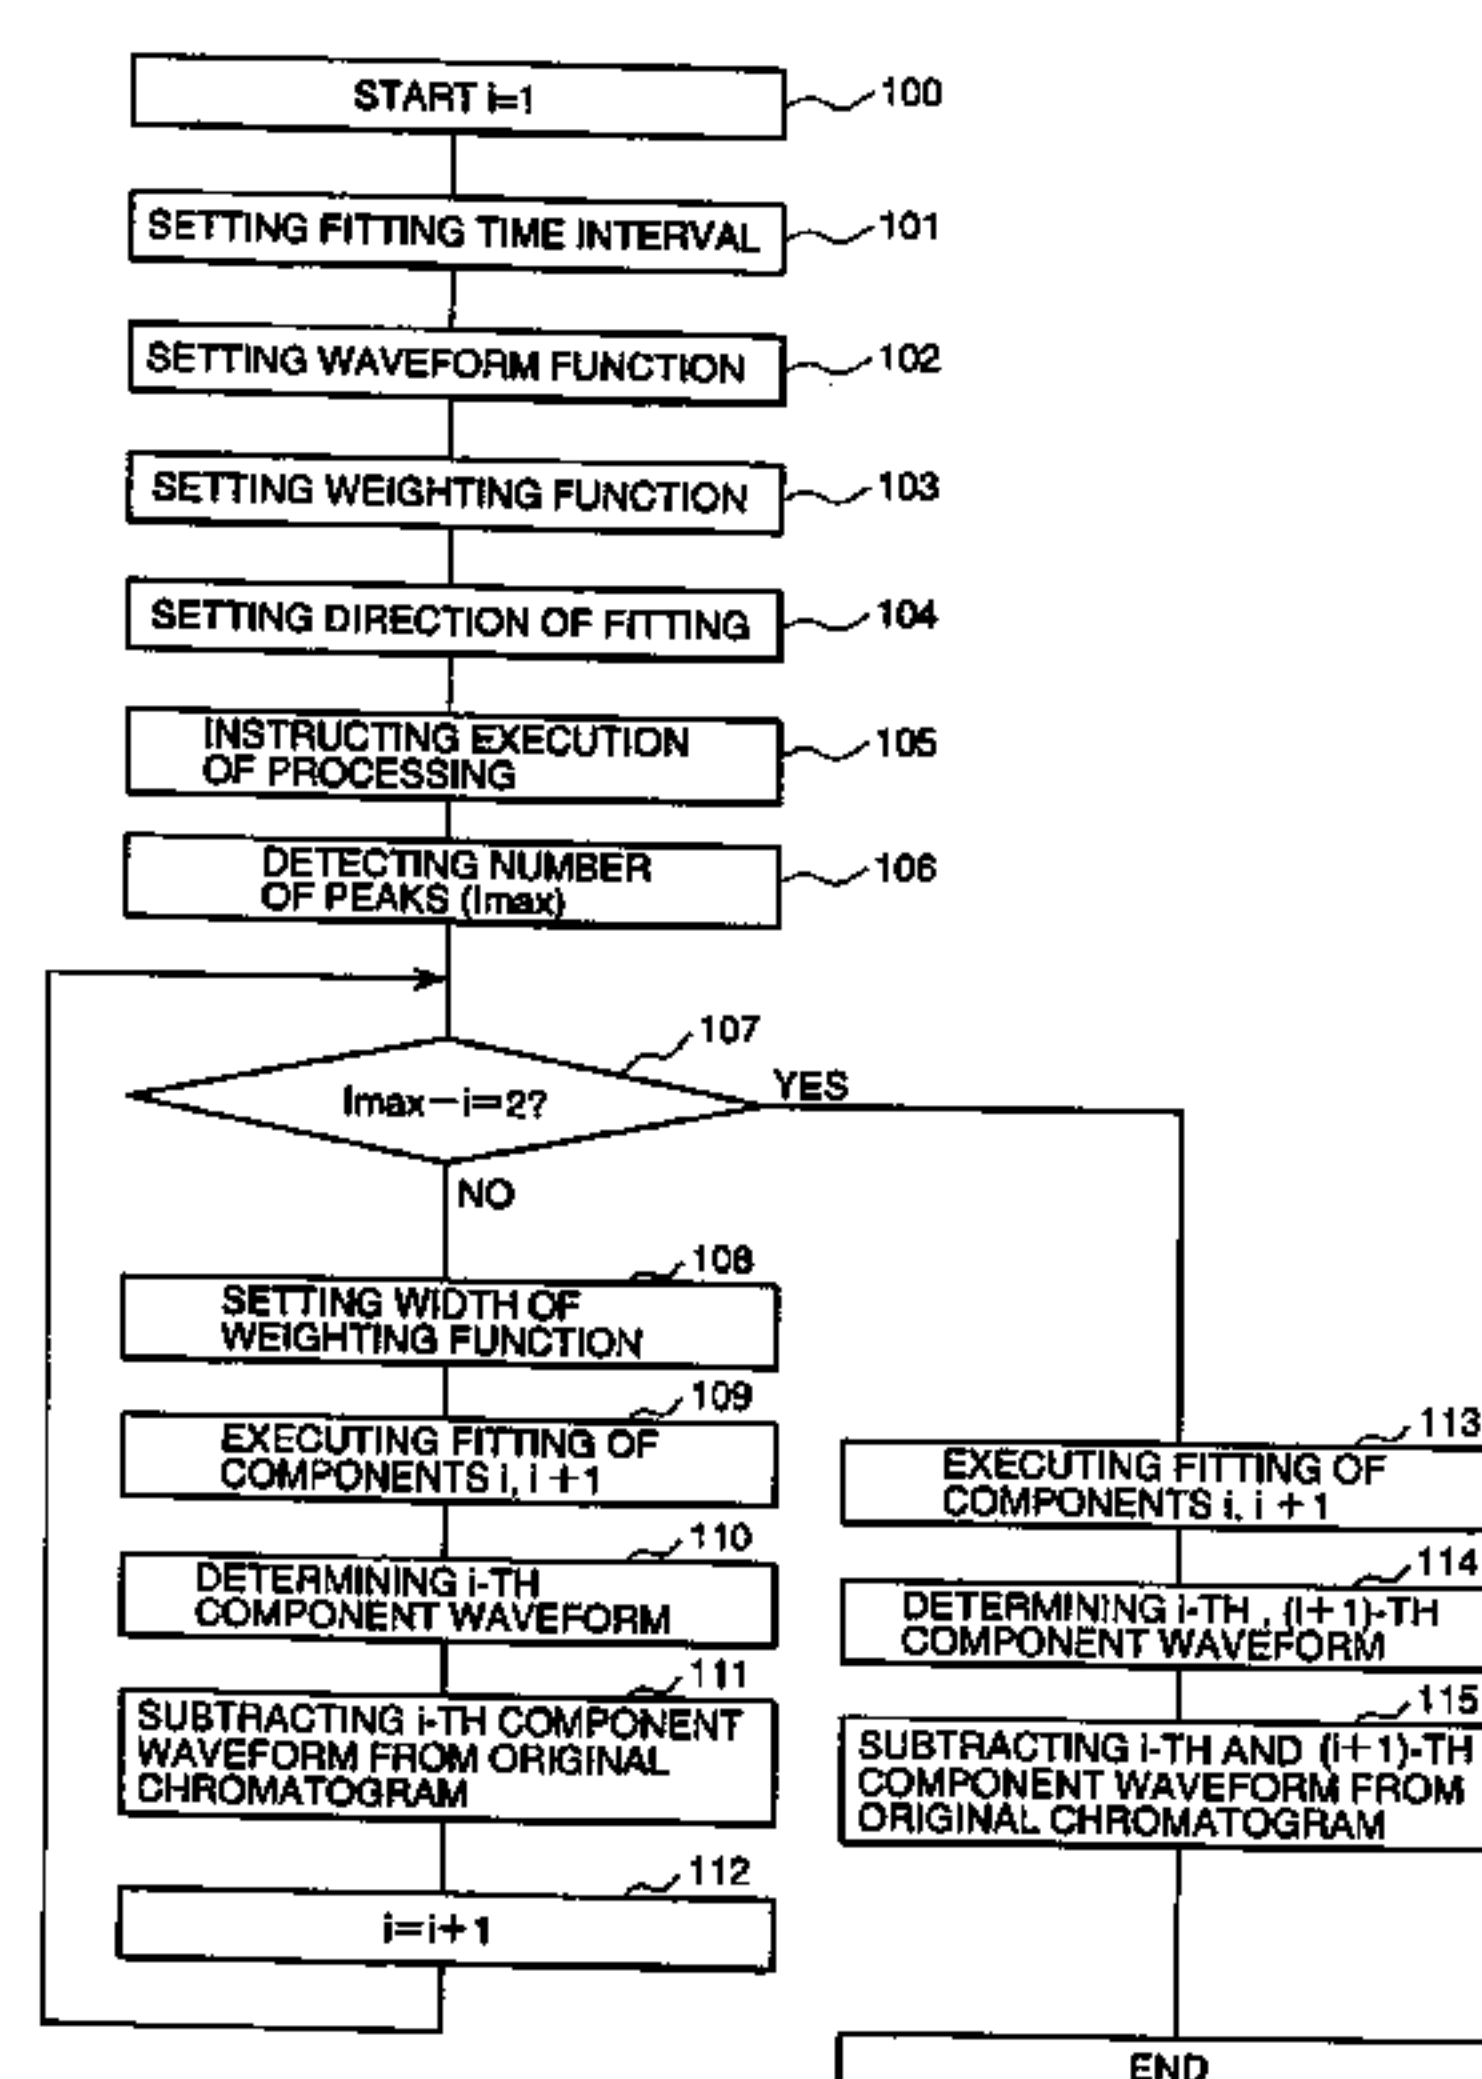 START i=1
100
SETTING FITTING TIME INTERVAL
101
SETTING WAVEFORM FUNCTION
102
SETTING WEIGHTING FUNCTION
103
SETTING DIRECTION OF FITTING
104
INSTRUCTING EXECUTION
OF PROCESSING
105
DETECTING NUMBER
OF PEAKS (Imax)
106
107
Imax－i=2?
YES
NO
108
SETTING WIDTH OF
WEIGHTING FUNCTION
109
EXECUTING FITTING OF
COMPONENTS i, i +1
110
DETERMINING i-TH
COMPONENT WAVEFORM
111
SUBTRACTING i-TH COMPONENT
WAVEFORM FROM ORIGINAL
CHROMATOGRAM
112
i=i+1
113
EXECUTING FITTING OF
COMPONENTS i, i +1
114
DETERMINING i-TH , (i+1)-TH
COMPONENT WAVEFORM
115
SUBTRACTING i-TH AND (i+1)-TH
COMPONENT WAVEFORM FROM
ORIGINAL CHROMATOGRAM
END